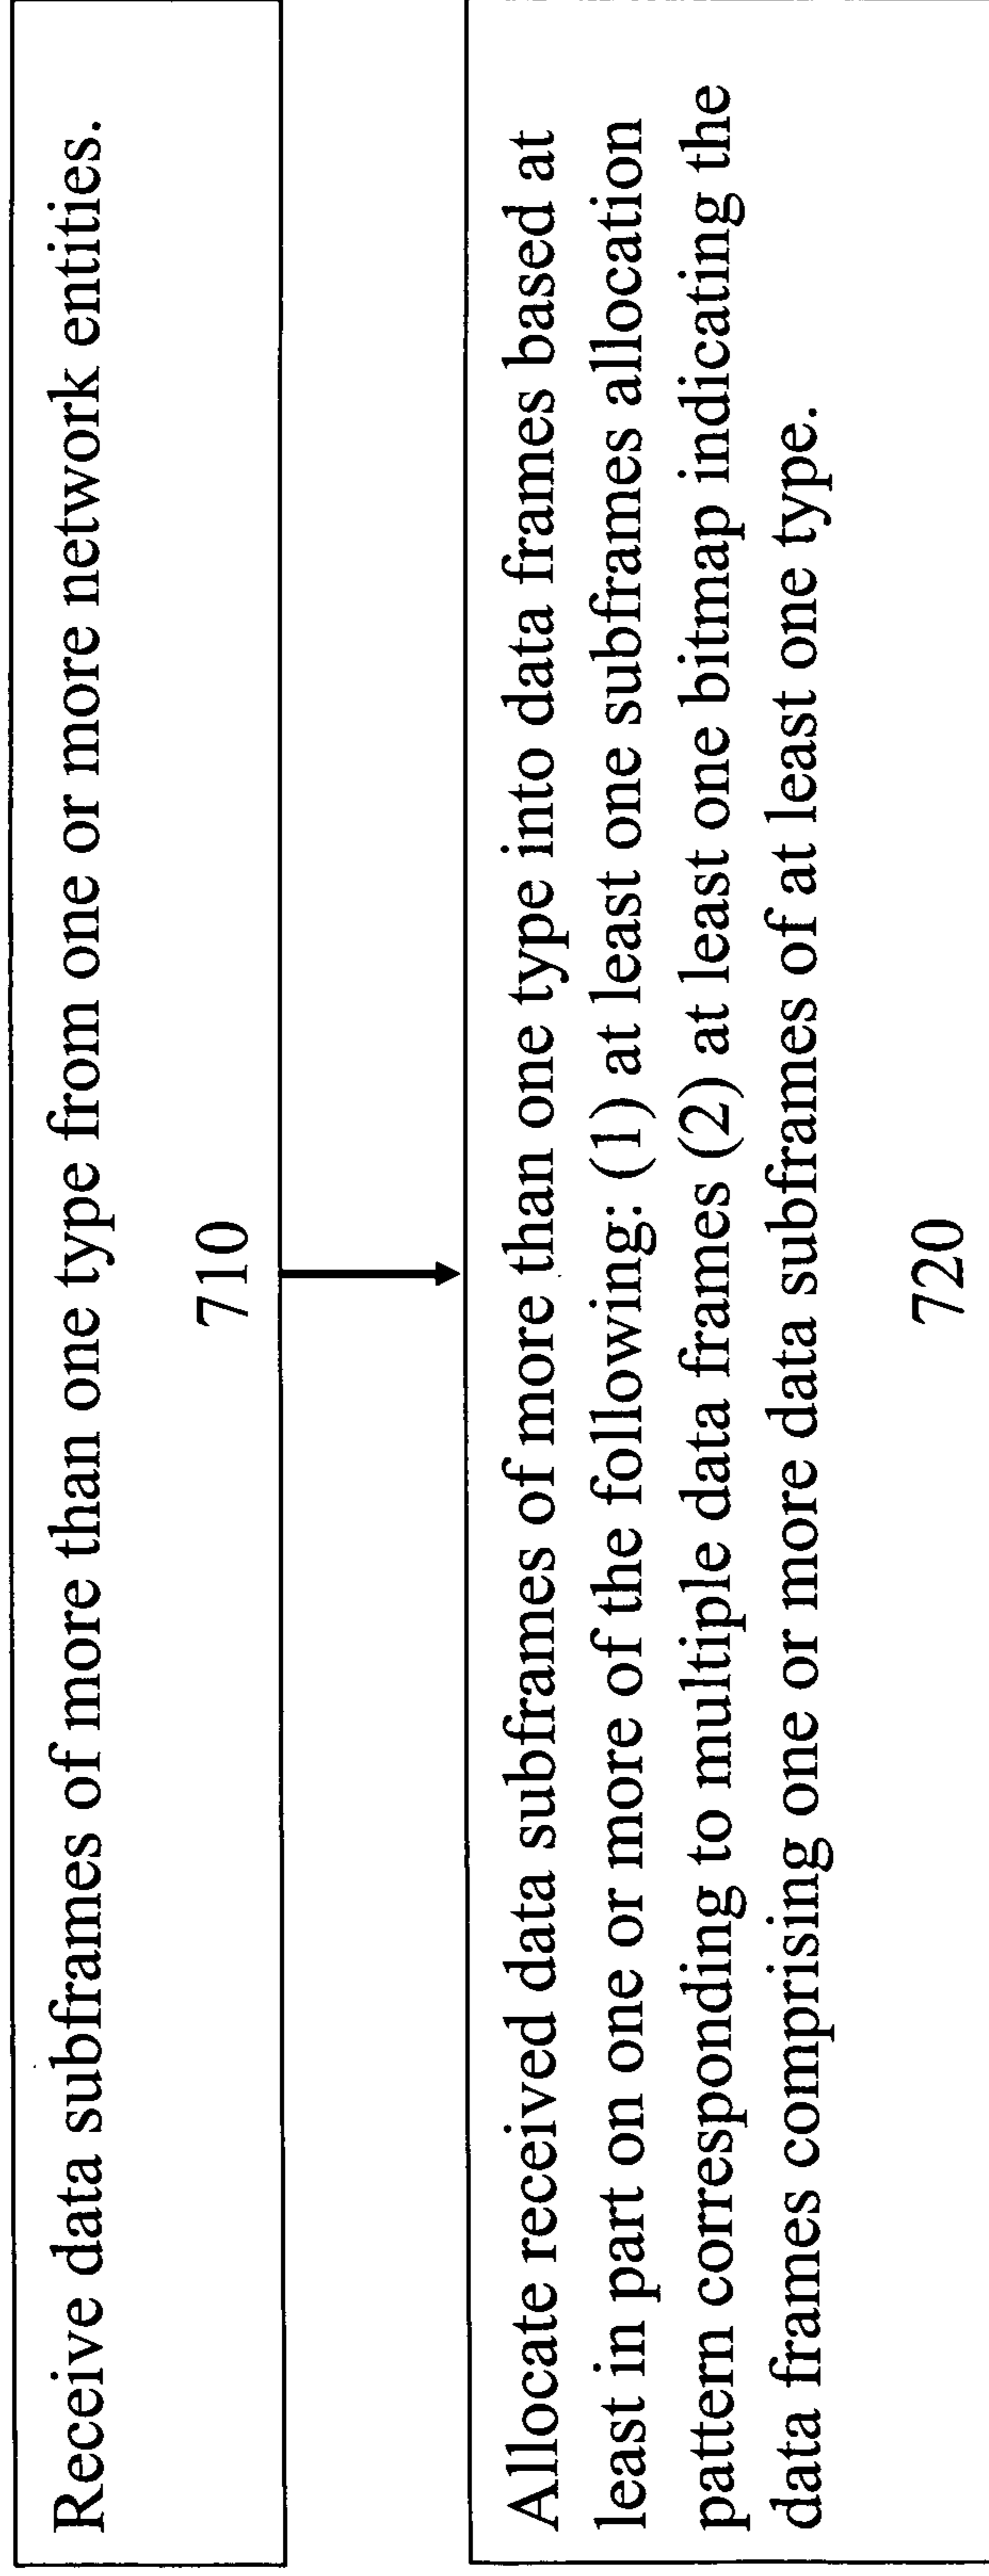 Receive data subframes of more than one type from one or more network entities.
710
Allocate received data subframes of more than one type into data frames based at
least in part on one or more of the following: (1) at least one subframes allocation
pattern corresponding to multiple data frames (2) at least one bitmap indicating the
data frames comprising one or more data subframes of at least one type.
720